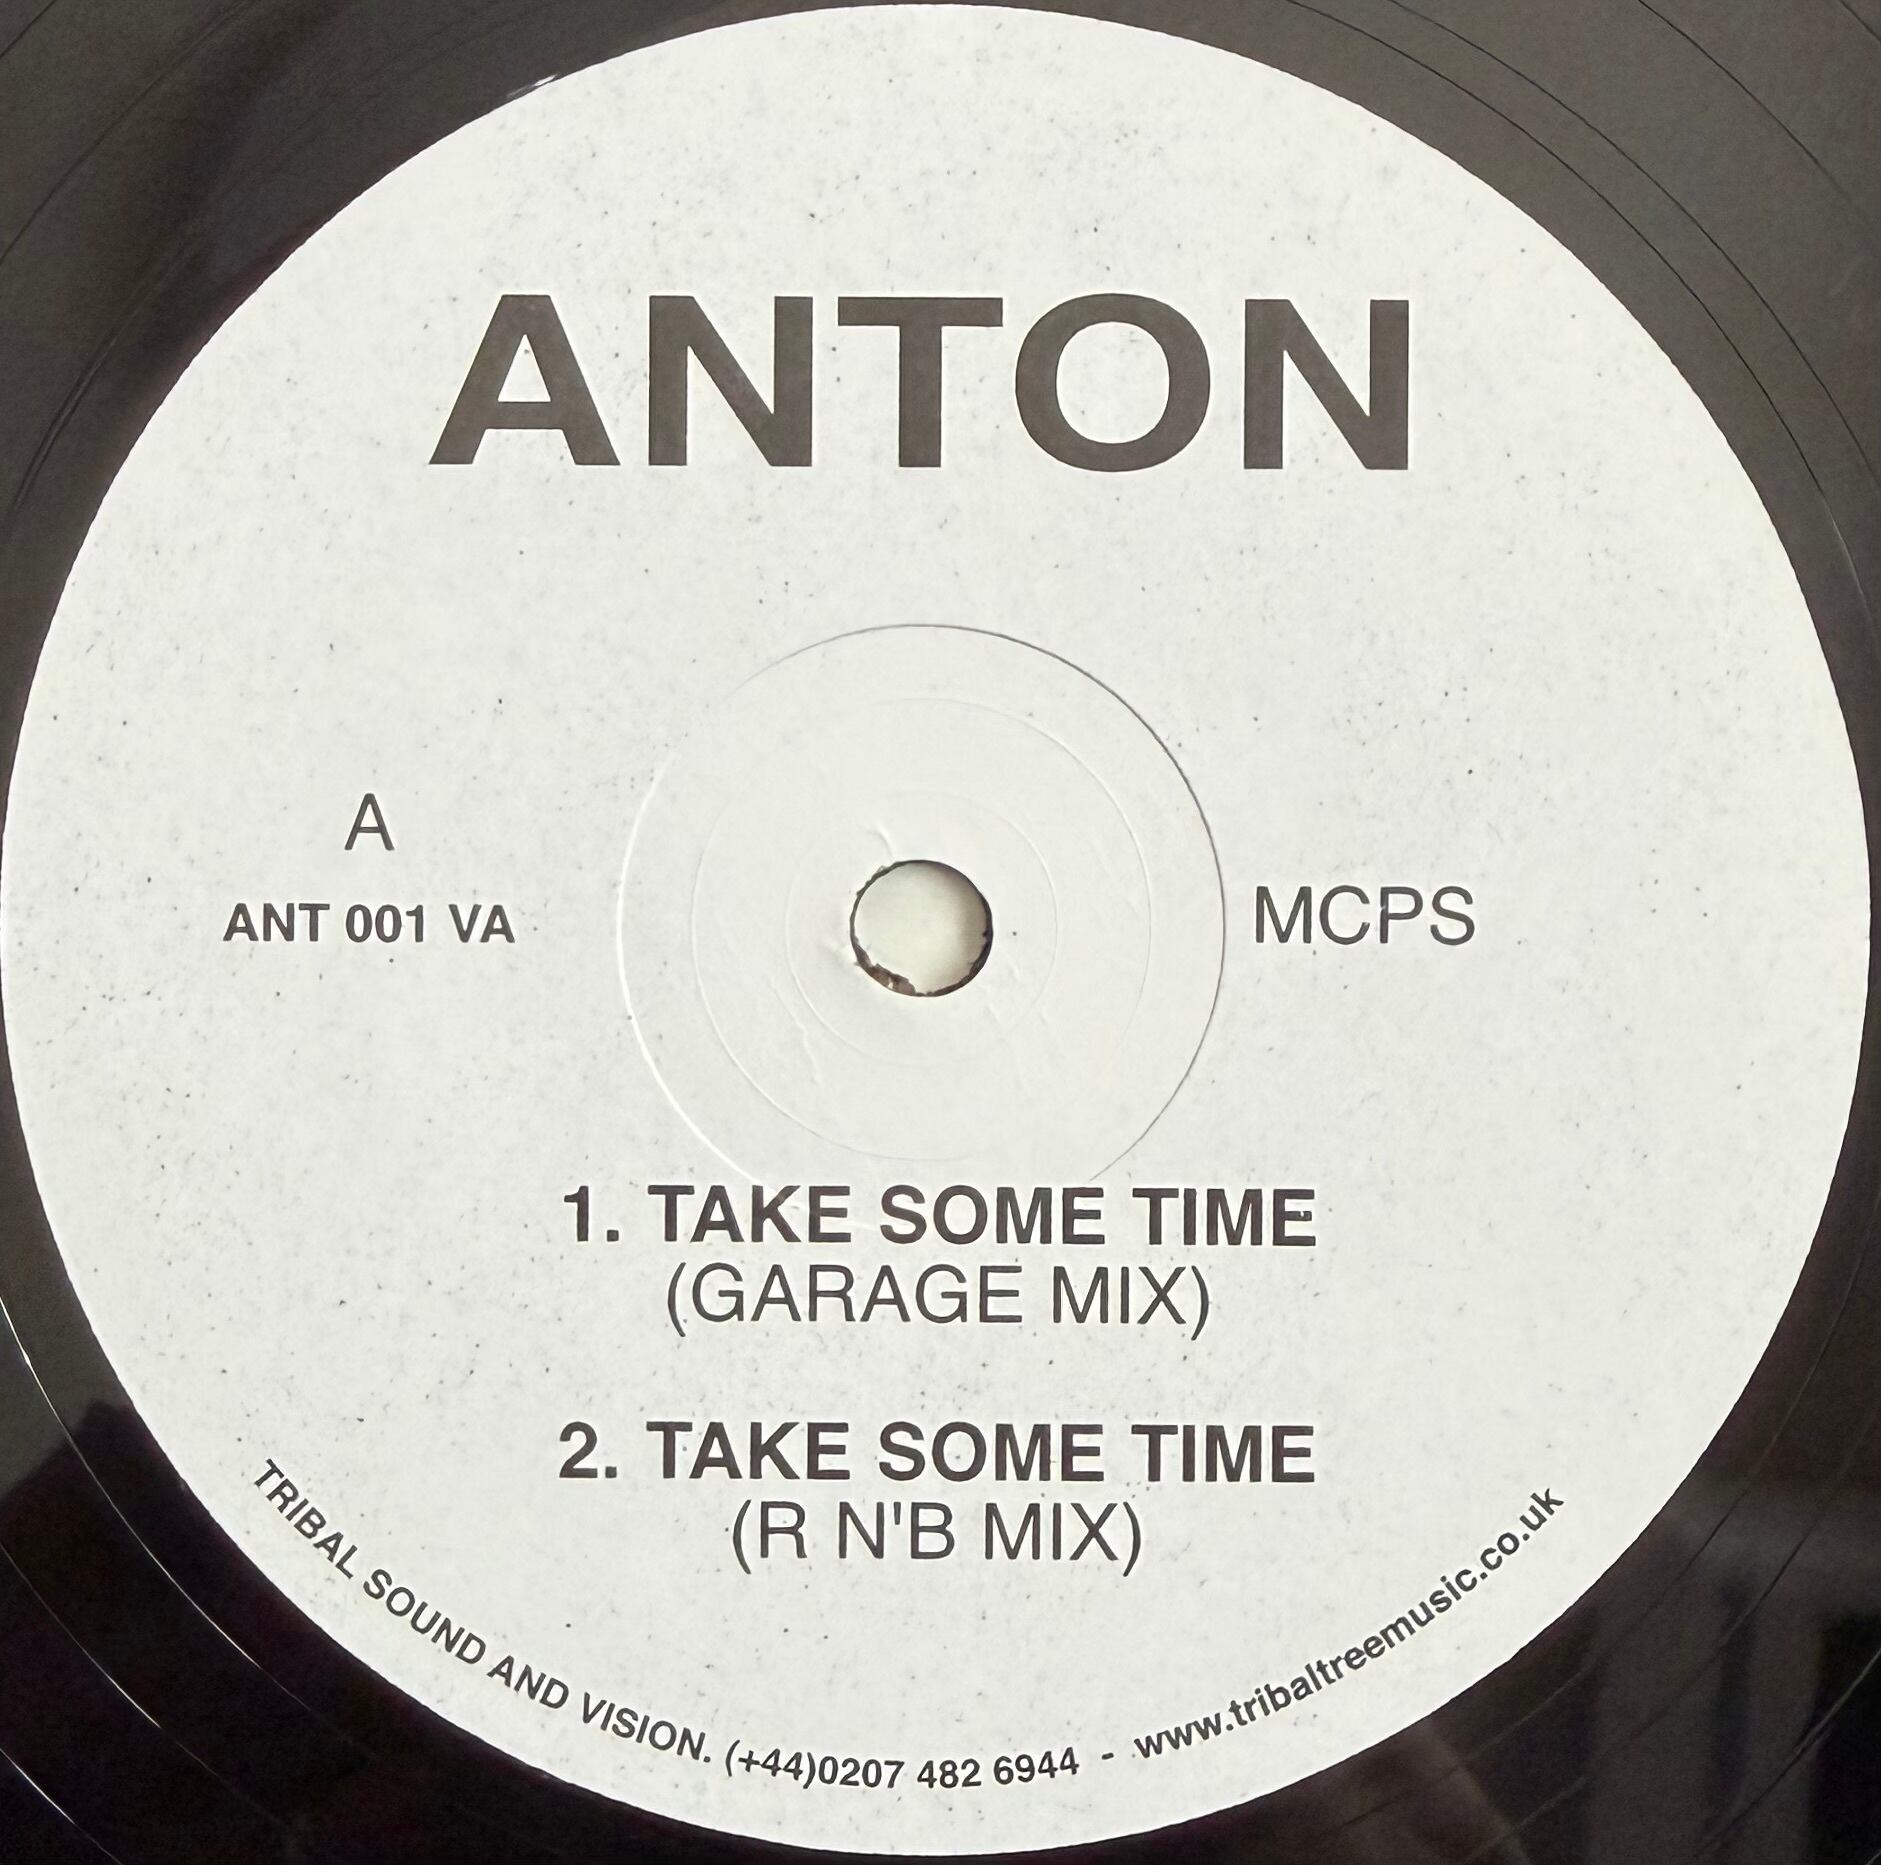 ANTON
A
ANT 001 VA
MCPS
1. TAKE SOME TIME
(GARAGE MIX)
2. TAKE SOME TIME
(R N'B MIX)
TRIBAL SOUND AND VISION. (+44)0207 482 6944 - www.tribaltreemusic.co.uk